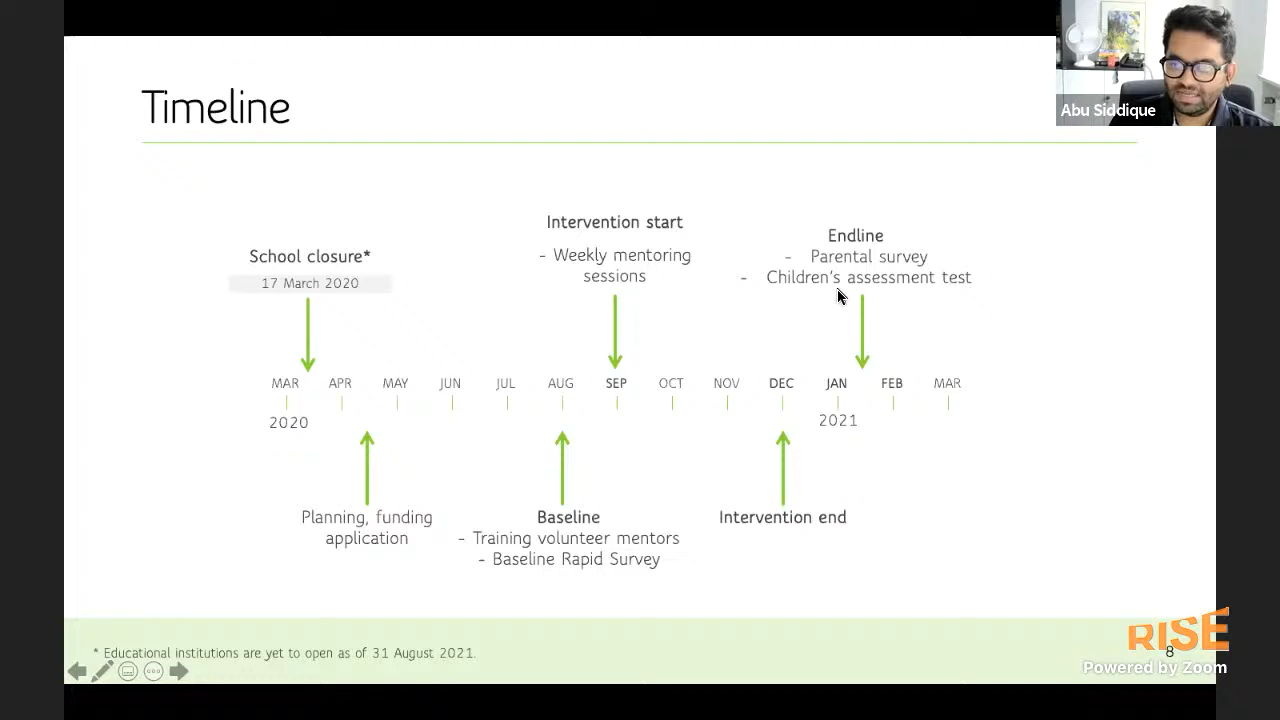 Timeline
Abu Siddique
Intervention start
- Weekly mentoring
sessions
Endline
- Parental survey
- Children's assessment test
School closure*
17 March 2020
MAR APR MAY JUN JUL AUG SEP OCT NOV DEC JAN FEB MAR
2020 2021
Planning, funding
application
Baseline
- Training volunteer mentors
- Baseline Rapid Survey
Intervention end
* Educational institutions are yet to open as of 31 August 2021.
RISE
8
Powered by Zoom